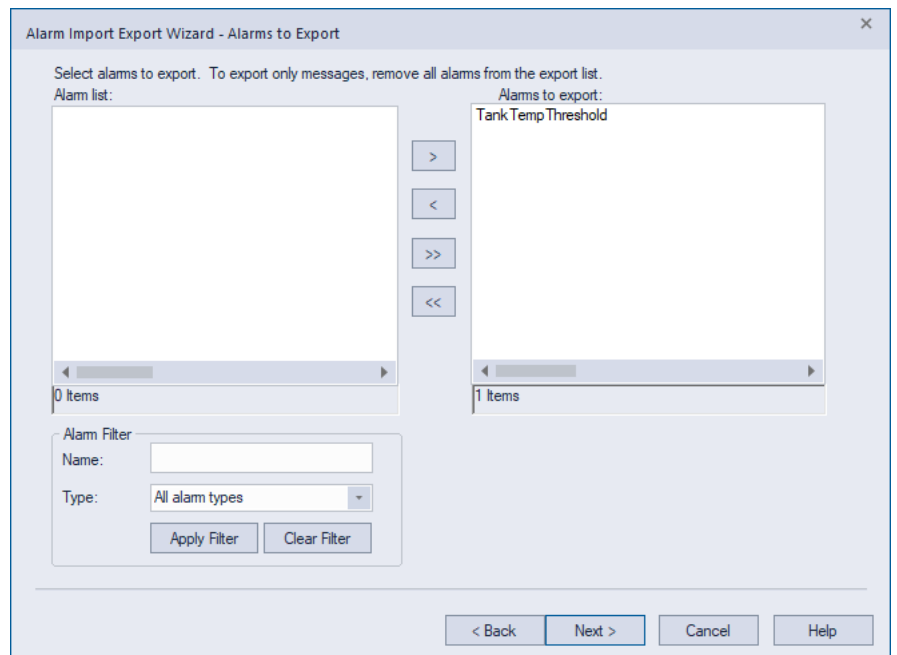 Alarm Import Export Wizard - Alarms to Export
Select alarms to export. To export only messages, remove all alarms from the export list.
Alarm list:
Alarms to export:
TankTempThreshold
>
<
>>
<<
0 Items
1 Items
Alarm Filter
Name:
Type:
All alarm types
Apply Filter
Clear Filter
< Back
Next >
Cancel
Help